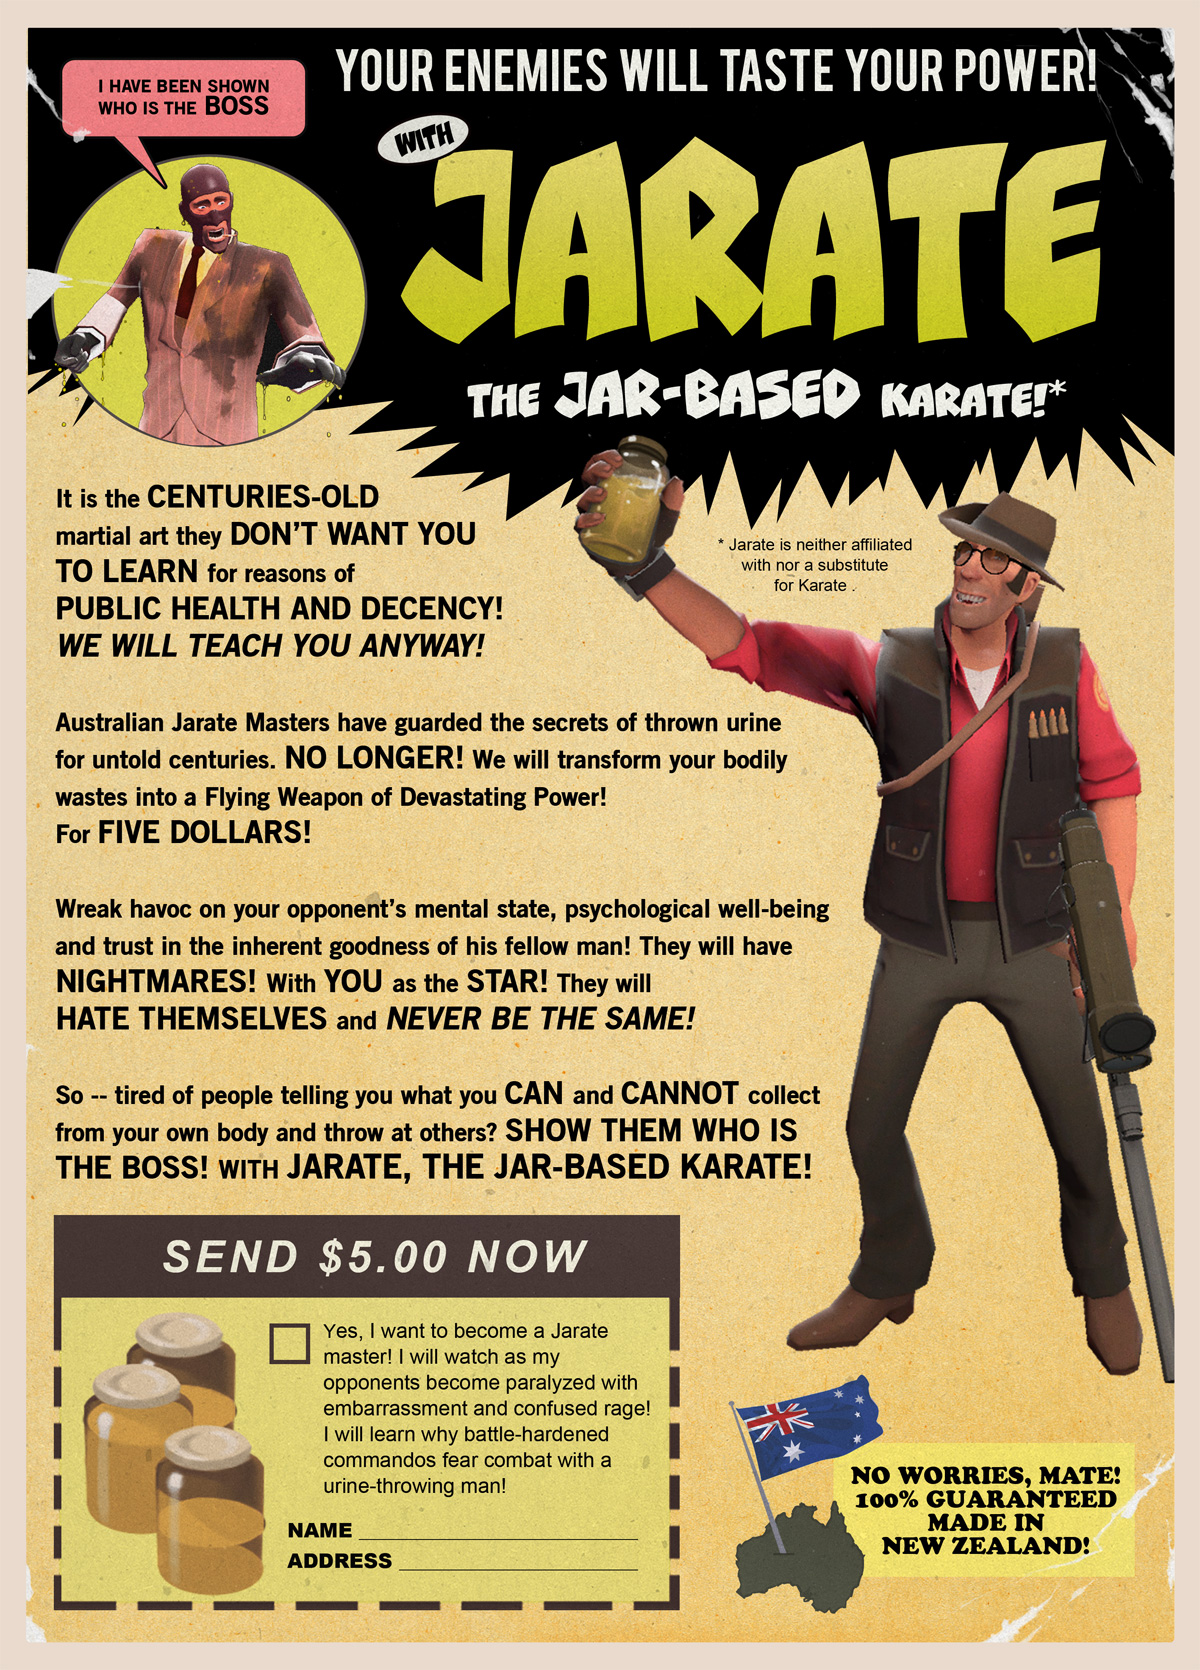 YOUR ENEMIES WILL TASTE YOUR POWER!
I HAVE BEEN SHOWN
WHO IS THE BOSS
WITH
JARATE
THE JAR-BASED KARATE!*
It is the CENTURIES-OLD
martial art they DON'T WANT YOU
TO LEARN for reasons of
PUBLIC HEALTH AND DECENCY!
WE WILL TEACH YOU ANYWAY!
* Jarate is neither affiliated
with nor a substitute
for Karate .
Australian Jarate Masters have guarded the secrets of thrown urine
for untold centuries. NO LONGER! We will transform your bodily
wastes into a Flying Weapon of Devastating Power!
For FIVE DOLLARS!
Wreak havoc on your opponent's mental state, psychological well-being
and trust in the inherent goodness of his fellow man! They will have
NIGHTMARES! With YOU as the STAR! They will
HATE THEMSELVES and NEVER BE THE SAME!
So -- tired of people telling you what you CAN and CANNOT collect
from your own body and throw at others? SHOW THEM WHO IS
THE BOSS! WITH JARATE, THE JAR-BASED KARATE!
SEND $5.00 NOW
Yes, I want to become a Jarate
master! I will watch as my
opponents become paralyzed with
embarrassment and confused rage!
I will learn why battle-hardened
commandos fear combat with a
urine-throwing man!
NAME
ADDRESS
NO WORRIES, MATE!
100% GUARANTEED
MADE IN
NEW ZEALAND!